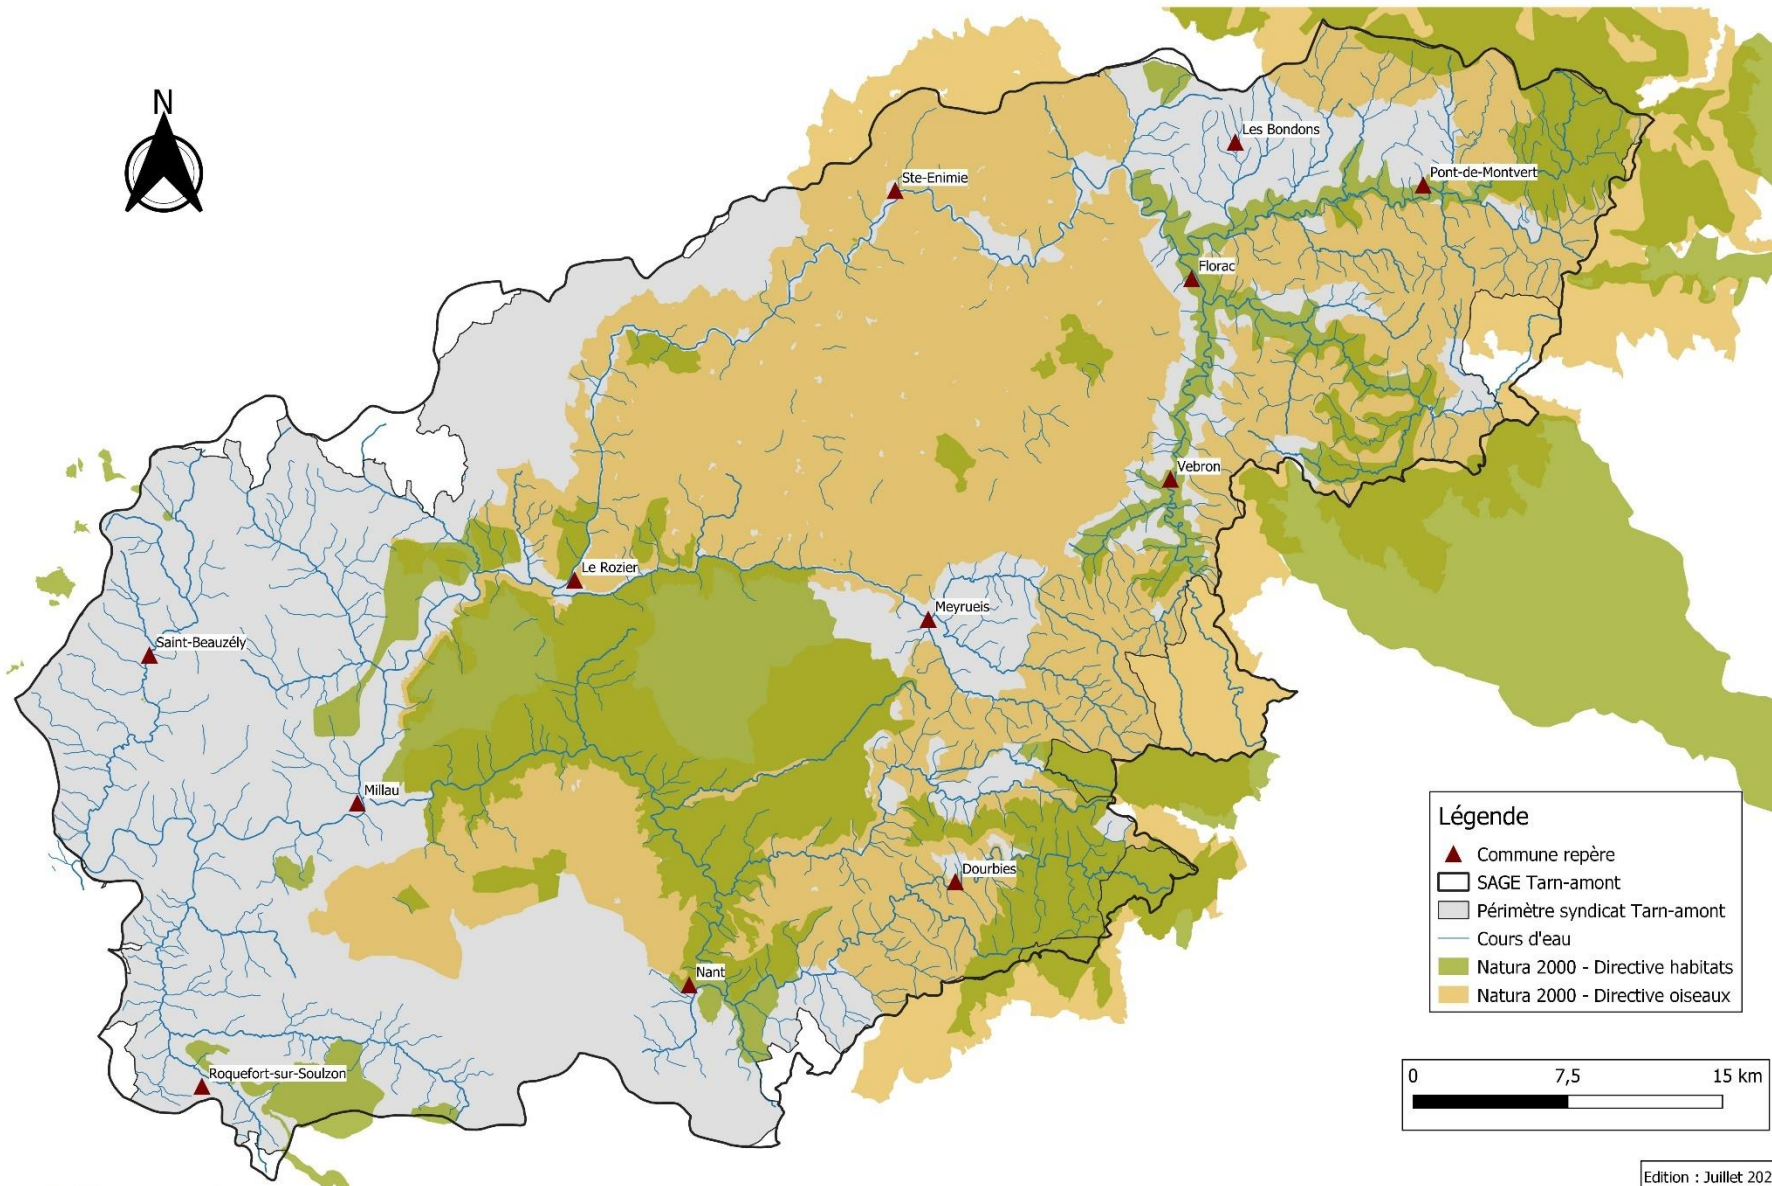 N
Les Bondons
Ste-Enimie
Pont-de-Montvert
Florac
Vebron
Le Rozier
Meyrueis
Saint-Beauzély
Millau
Dourbies
Nant
Roquefort-sur-Soulzon
Légende
Commune repère
SAGE Tarn-amont
Périmètre syndicat Tarn-amont
Cours d'eau
Natura 2000 - Directive habitats
Natura 2000 - Directive oiseaux
0 7,5 15 km
Edition : Juillet 202